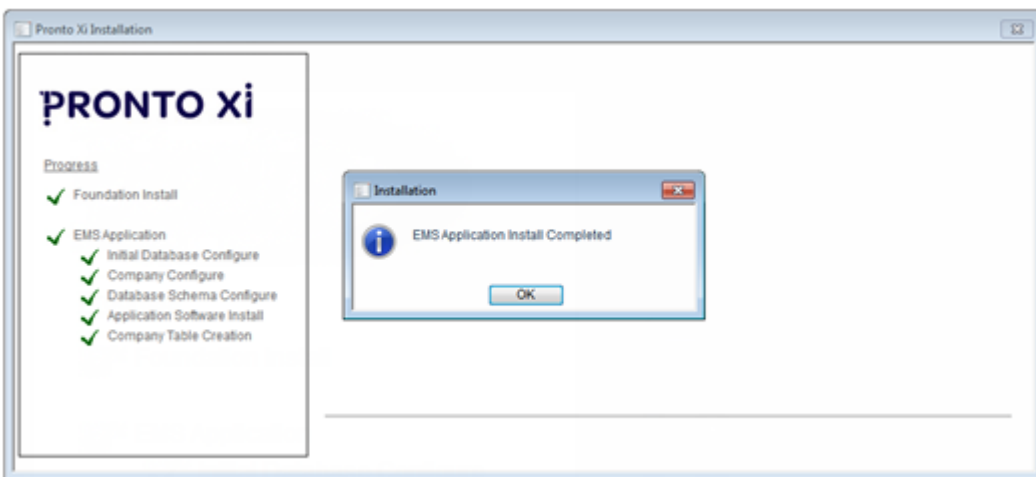 Pronto Xi Installation
PRONTO Xi
Progress
Foundation Install
EMS Application
Initial Database Configure
Company Configure
Database Schema Configure
Application Software Install
Company Table Creation
Installation
EMS Application Install Completed
OK